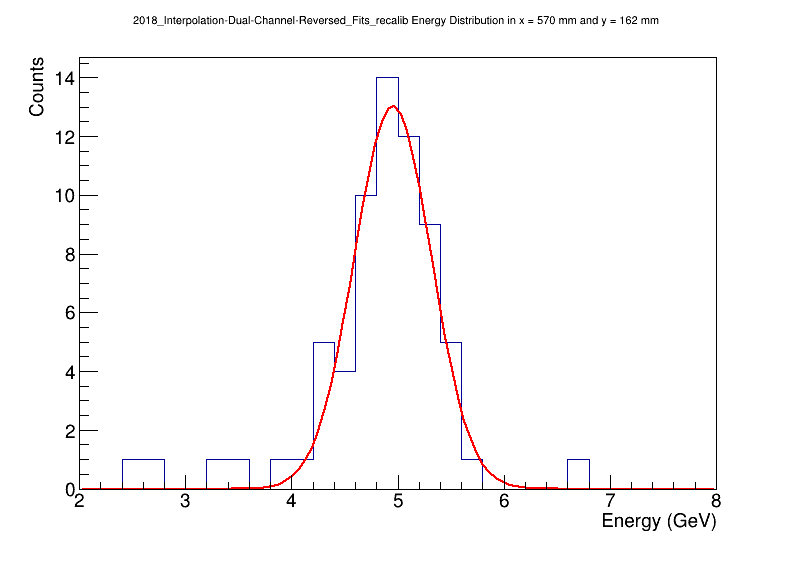 2018_Interpolation-Dual-Channel-Reversed_Fits_recalib Energy Distribution in x = 570 mm and y = 162 mm
Counts
14
12
10
8
6
4
2
0
2 3 4 5 6 7 8
Energy (GeV)